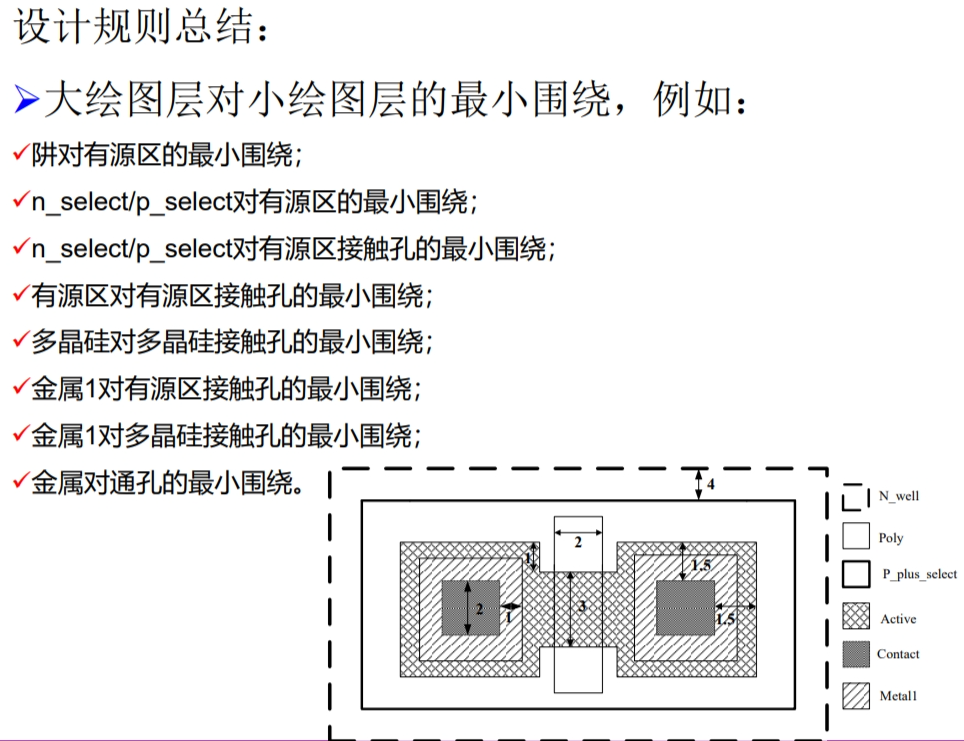 设计规则总结：
大绘图层对小绘图层的最小围绕，例如：
阱对有源区的最小围绕；
n_select/p_select对有源区的最小围绕；
n_select/p_select对有源区接触孔的最小围绕；
有源区对有源区接触孔的最小围绕；
多晶硅对多晶硅接触孔的最小围绕；
金属1对有源区接触孔的最小围绕；
金属1对多晶硅接触孔的最小围绕；
金属对通孔的最小围绕。
4
N_well
2
Poly
1
1.5
P_plus_select
2
1
3
1.5
Active
Contact
Metal1